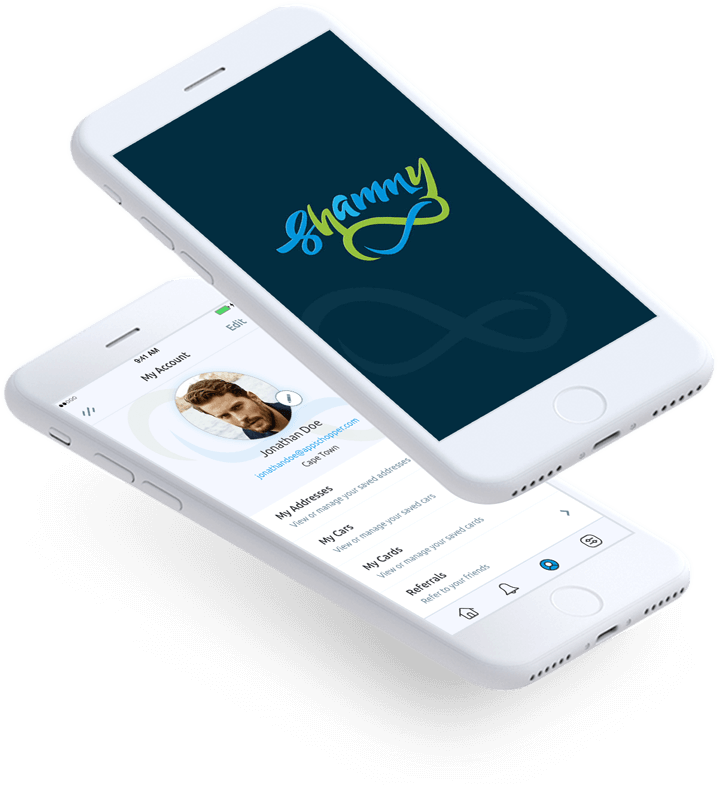 shammy
9:41 AM
My Account
Edit
Jonathan Doe
jonathandoe@appschopper.com
Cape Town
My Addresses
View or manage your saved addresses
My Cars
View or manage your saved cars
My Cards
View or manage your saved cards
Referrals
Refer to your friends